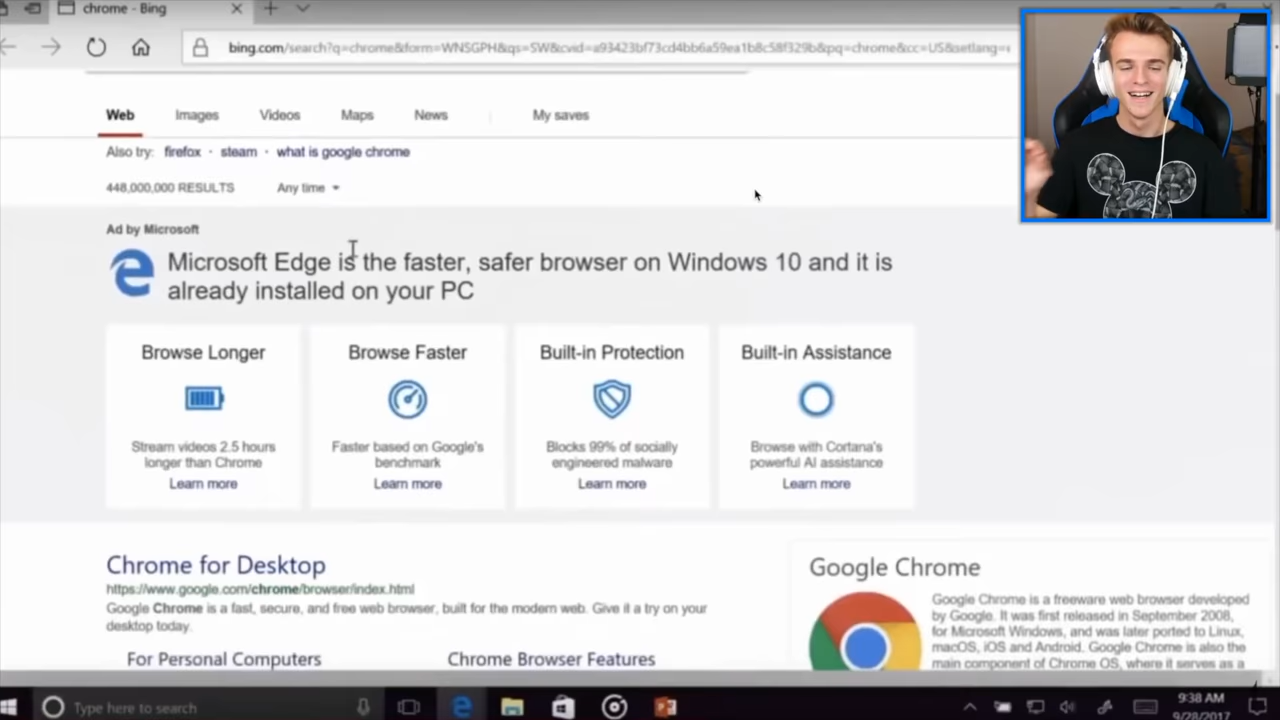 chrome - Bing
bing.com/search?q=chrome&form=WNSGPH&qs=SW&cvid=a93423bf73cd4bb6a59ea1b8c58f329b&pq=chrome&cc=US&setlang=e
Web Images Videos Maps News My saves
Also try: firefox · steam · what is google chrome
448,000,000 RESULTS Any time
Ad by Microsoft
Microsoft Edge is the faster, safer browser on Windows 10 and it is
already installed on your PC
Browse Longer Browse Faster Built-in Protection Built-in Assistance
Stream videos 2.5 hours Faster based on Google's Blocks 99% of socially Browse with Cortana's
longer than Chrome benchmark engineered malware powerful AI assistance
Learn more Learn more Learn more Learn more
Chrome for Desktop
https://www.google.com/chrome/browser/index.html
Google Chrome is a fast, secure, and free web browser, built for the modern web. Give it a try on your
desktop today.
For Personal Computers Chrome Browser Features
Google Chrome
Google Chrome is a freeware web browser developed
by Google. It was first released in September 2008,
for Microsoft Windows, and was later ported to Linux,
macOS, iOS and Android. Google Chrome is also the
main component of Chrome OS, where it serves as a
Type here to search
9:38 AM
9/28/2017